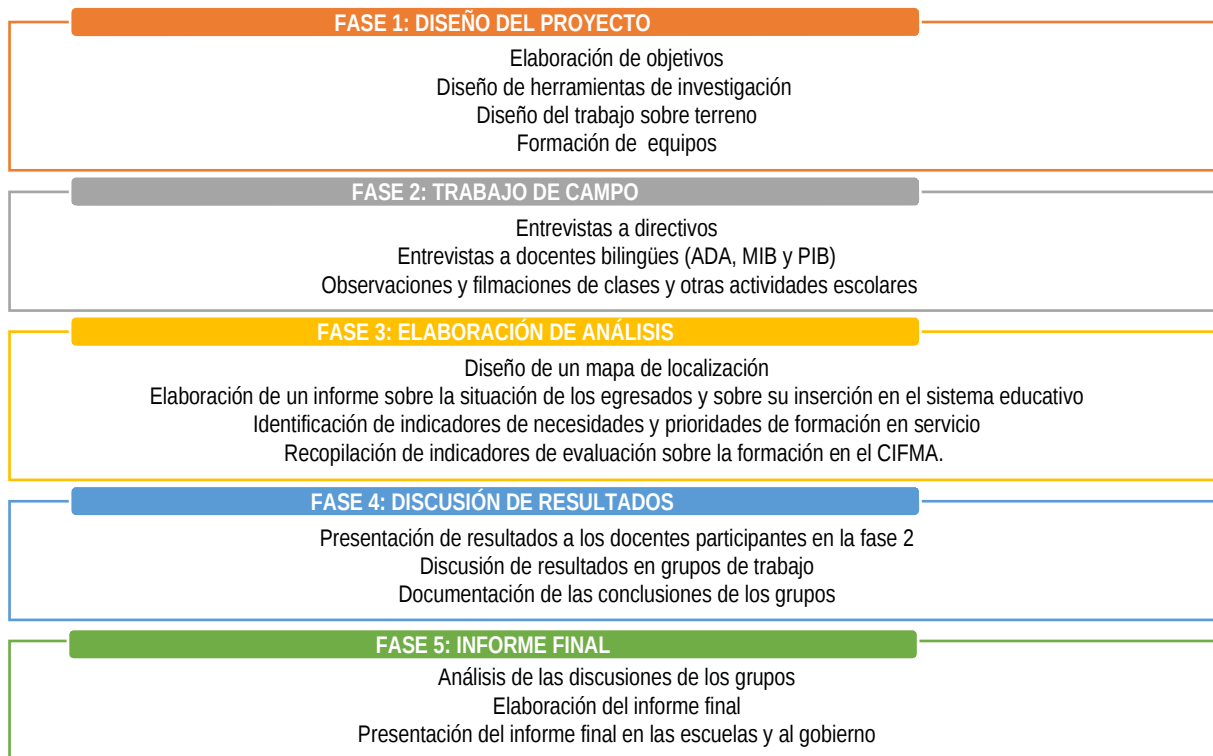 FASE 1: DISEÑO DEL PROYECTO
Elaboración de objetivos
Diseño de herramientas de investigación
Diseño del trabajo sobre terreno
Formación de  equipos
FASE 2: TRABAJO DE CAMPO
Entrevistas a directivos
Entrevistas a docentes bilingües (ADA, MIB y PIB)
Observaciones y filmaciones de clases y otras actividades escolares
FASE 3: ELABORACIÓN DE ANÁLISIS
Diseño de un mapa de localización
Elaboración de un informe sobre la situación de los egresados y sobre su inserción en el sistema educativo
Identificación de indicadores de necesidades y prioridades de formación en servicio
Recopilación de indicadores de evaluación sobre la formación en el CIFMA.
FASE 4: DISCUSIÓN DE RESULTADOS
Presentación de resultados a los docentes participantes en la fase 2
Discusión de resultados en grupos de trabajo
Documentación de las conclusiones de los grupos
FASE 5: INFORME FINAL
Análisis de las discusiones de los grupos
Elaboración del informe final
Presentación del informe final en las escuelas y al gobierno